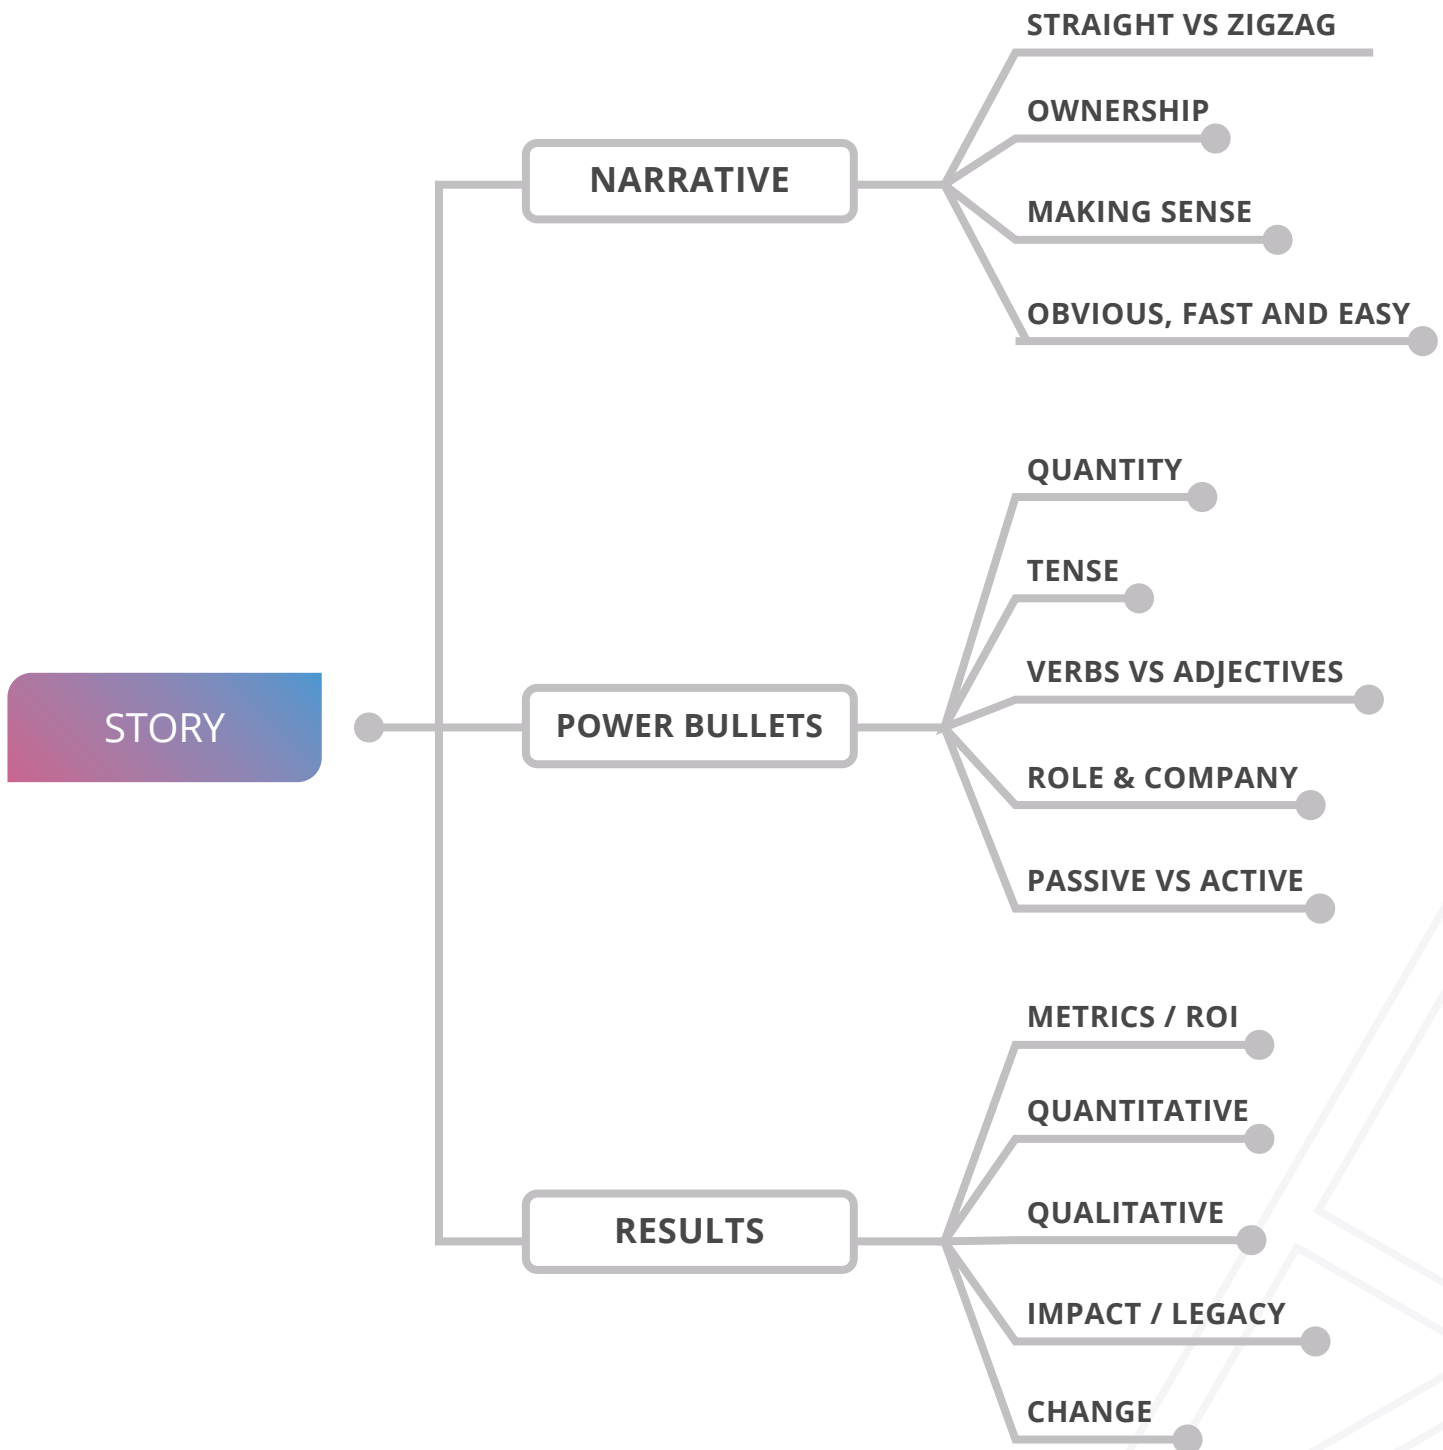 STRAIGHT VS ZIGZAG
OWNERSHIP
NARRATIVE
MAKING SENSE
OBVIOUS, FAST AND EASY
QUANTITY
TENSE
VERBS VS ADJECTIVES
STORY
POWER BULLETS
ROLE & COMPANY
PASSIVE VS ACTIVE
METRICS / ROI
QUANTITATIVE
QUALITATIVE
RESULTS
IMPACT / LEGACY
CHANGE